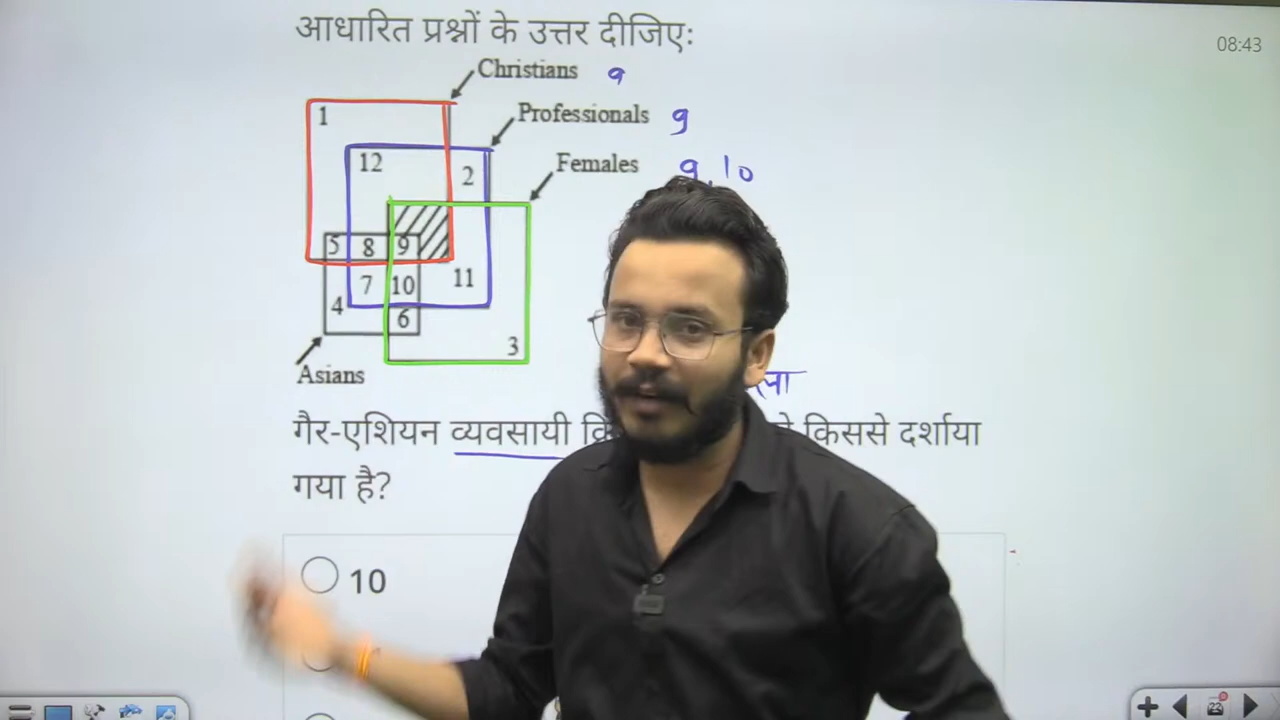 आधारित प्रश्नों के उत्तर दीजिएः
08:43
Christians 9
Professionals 9
Females 9, 10
1
12
2
5 8 9
7 10 11
4
6
3
Asians
गैर-एशियन व्यवसायी किससे दर्शाया
गया है?
10
23